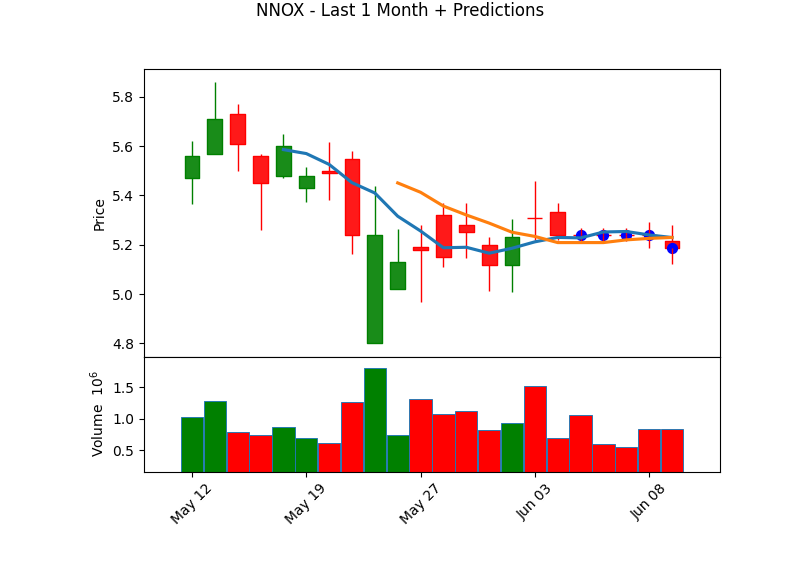 NNOX - Last 1 Month + Predictions
5.8
5.6
5.4
5.2
5.0
4.8
Price
1.5
1.0
0.5
Volume 10^6
May 12
May 19
May 27
Jun 03
Jun 08